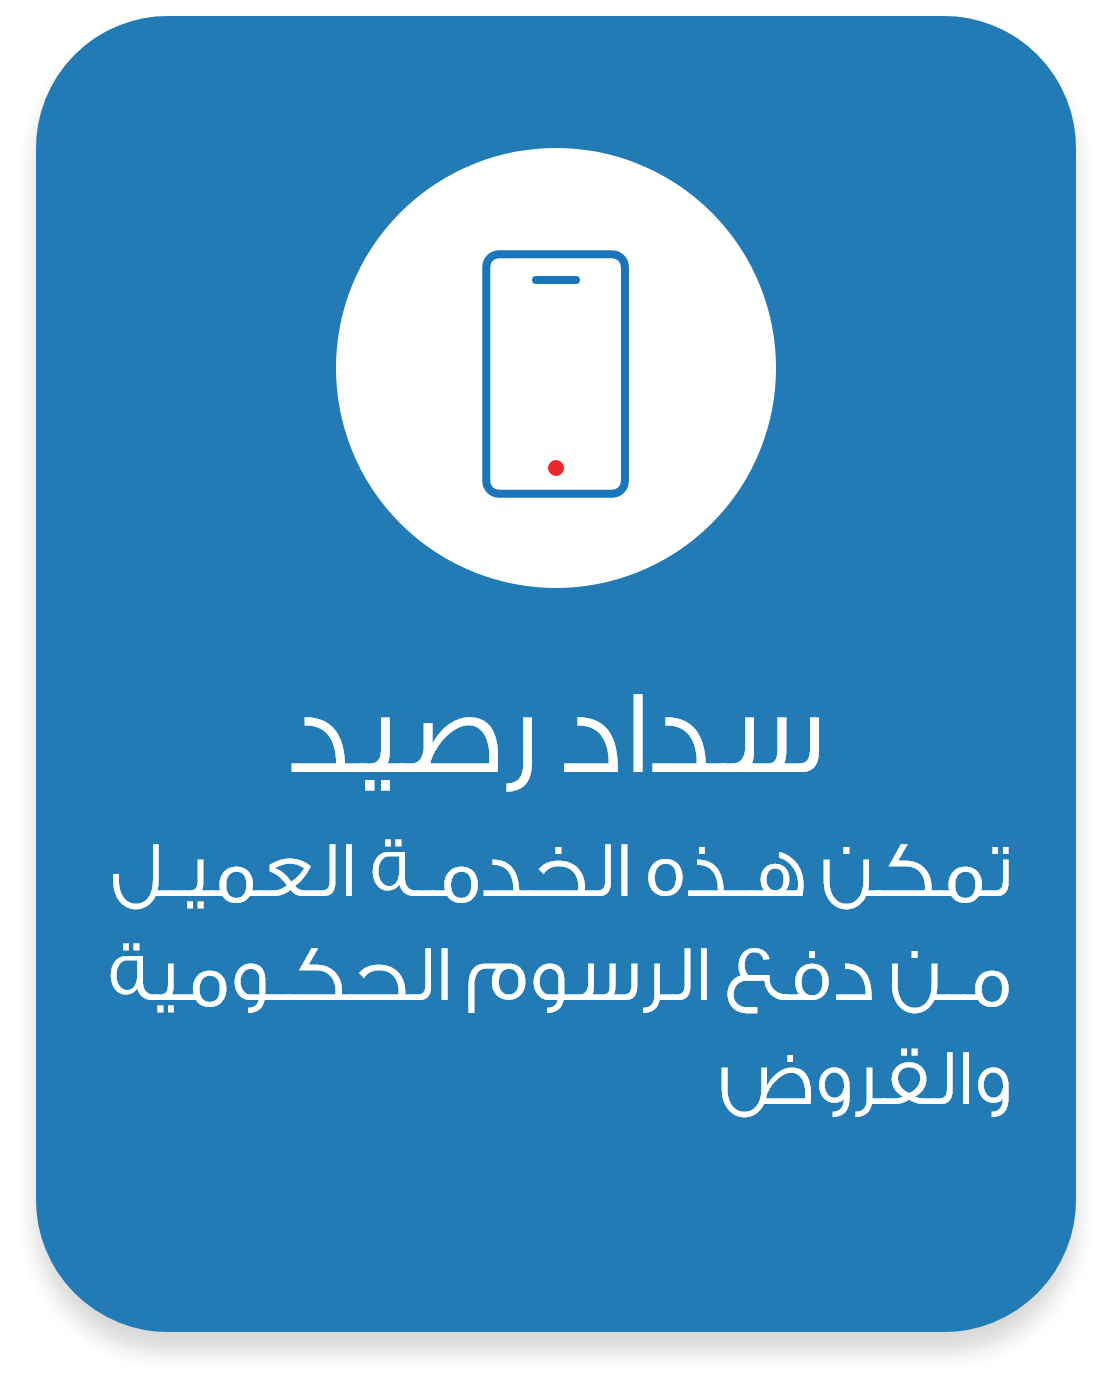 سداد رصيد
تمكن هذه الخدمة العميل
من دفع الرسوم الحكومية
والقروض